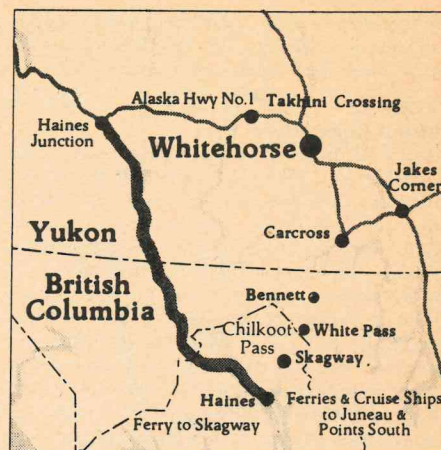 Alaska Hwy No.1
Takhini Crossing
Haines
Junction
Whitehorse
Jakes
Corner
Carcross
Yukon
British
Columbia
Bennett
Chilkoot
Pass
White Pass
Skagway
Haines
Ferry to Skagway
Ferries & Cruise Ships
to Juneau &
Points South